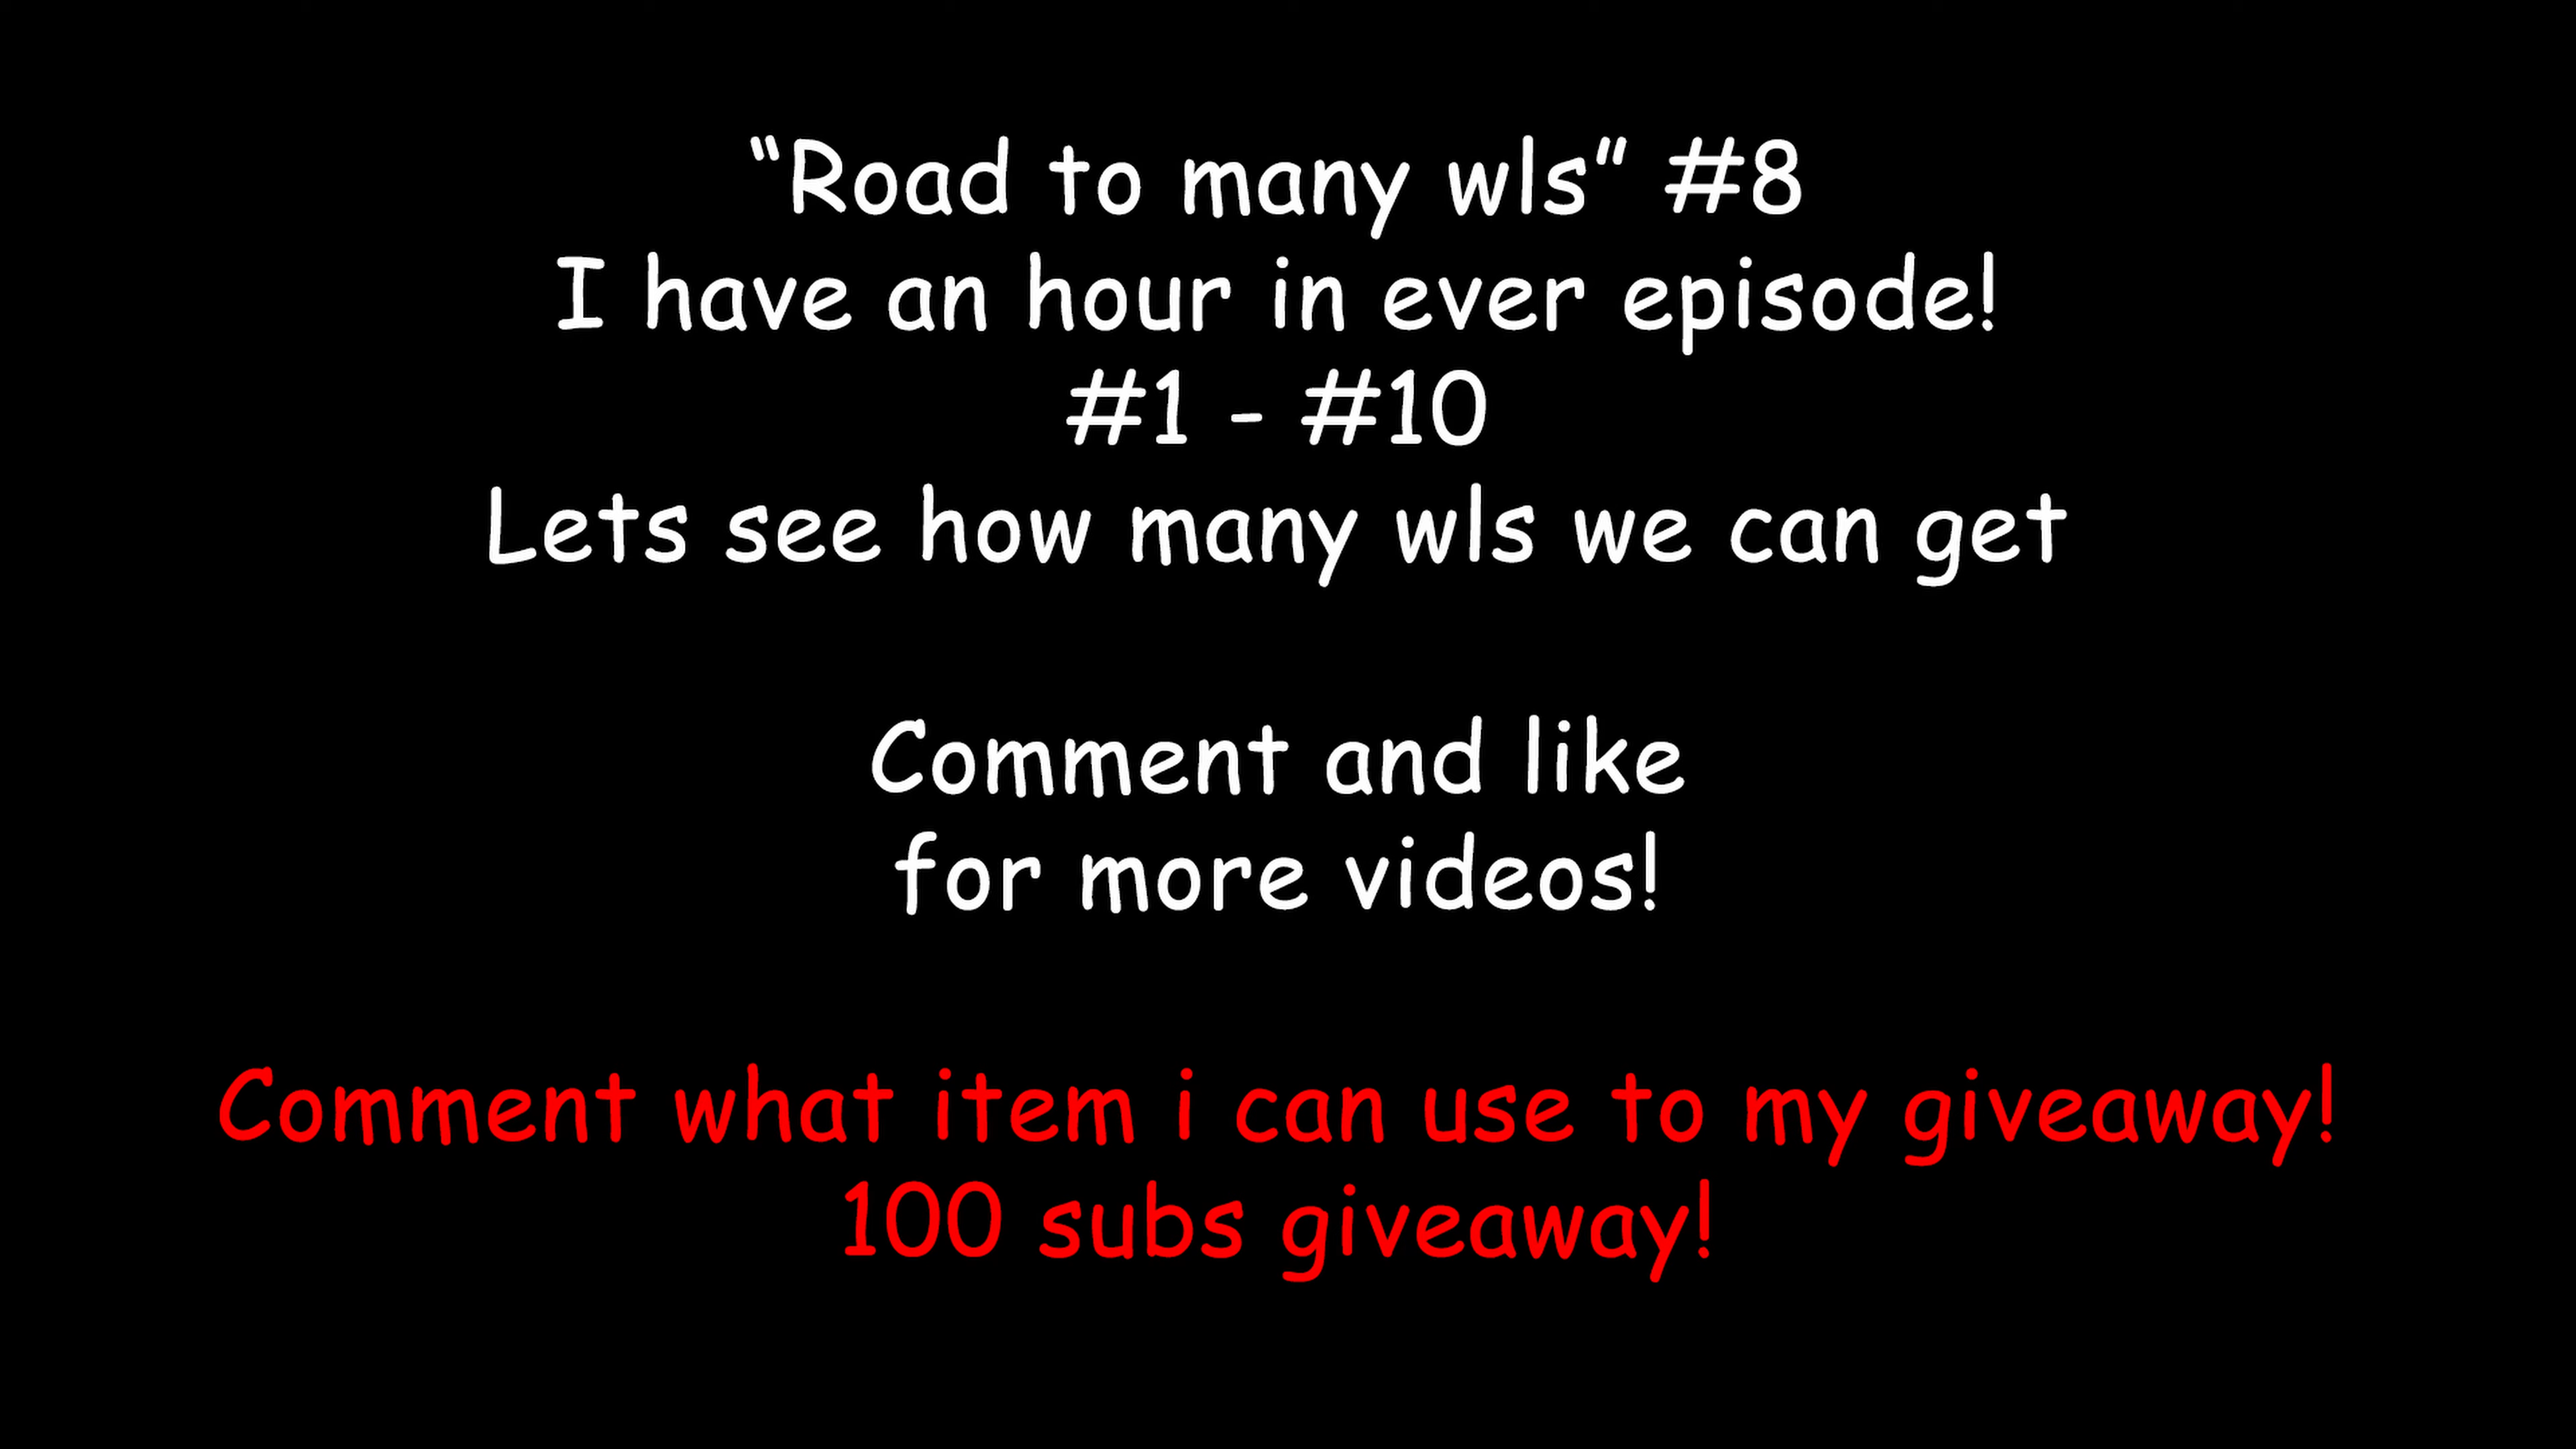 “Road to many wls” #8
I have an hour in ever episode!
#1 - #10
Lets see how many wls we can get
Comment and like
for more videos!
Comment what item i can use to my giveaway!
100 subs giveaway!